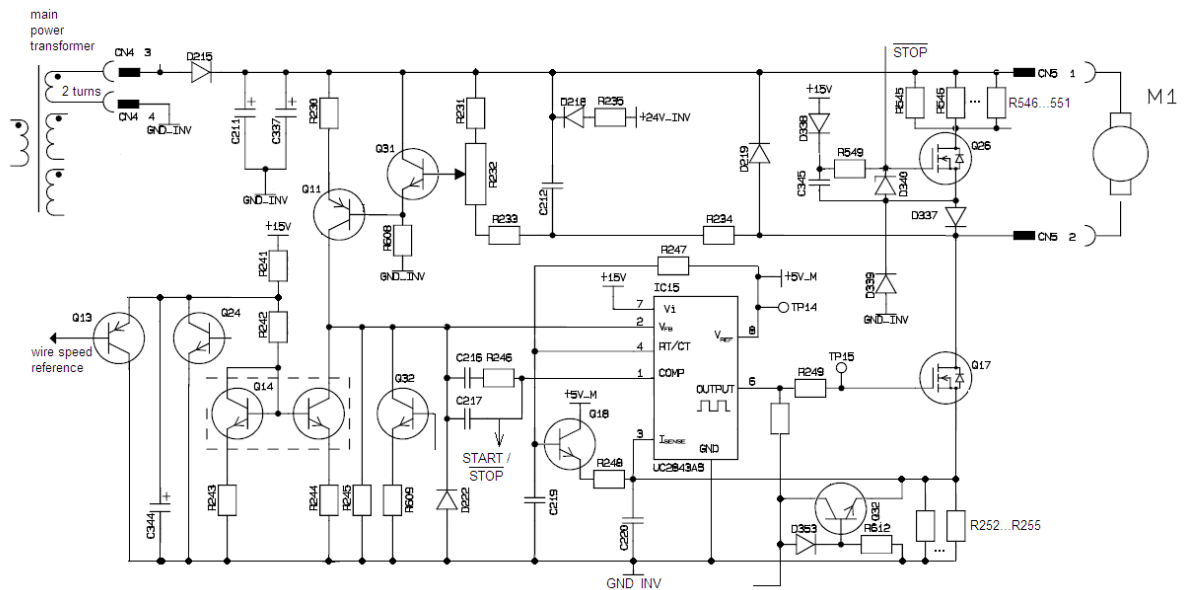 main
power
transformer
CN4 3
D215
2 turns
CN4 4
GND_INV
C211
C337
GND_INV
R230
Q31
R231
R232
Q11
R608
GND_INV
R233
D218
R235
+24V_INV
C212
D219
R234
STOP
+15V
D338
R549
C345
D340
R545
R546
...
R546...551
Q26
D337
CN5 1
M1
CN5 2
D339
GND_INV
+15V
R241
R242
Q13
Q24
wire speed
reference
Q14
C344
R243
R244
R245
Q32
R609
D222
C216
R246
C217
START /
STOP
R247
+5V_M
TP14
+15V
IC15
7
Vi
2
VFB
4
RT/CT
1
COMP
3
ISENSE
8
VREF
OUTPUT
6
GND
UC2843AS
+5V_M
Q18
R248
C219
C220
R249
TP15
Q17
Q32
D353
R612
R252...R255
...
GND INV